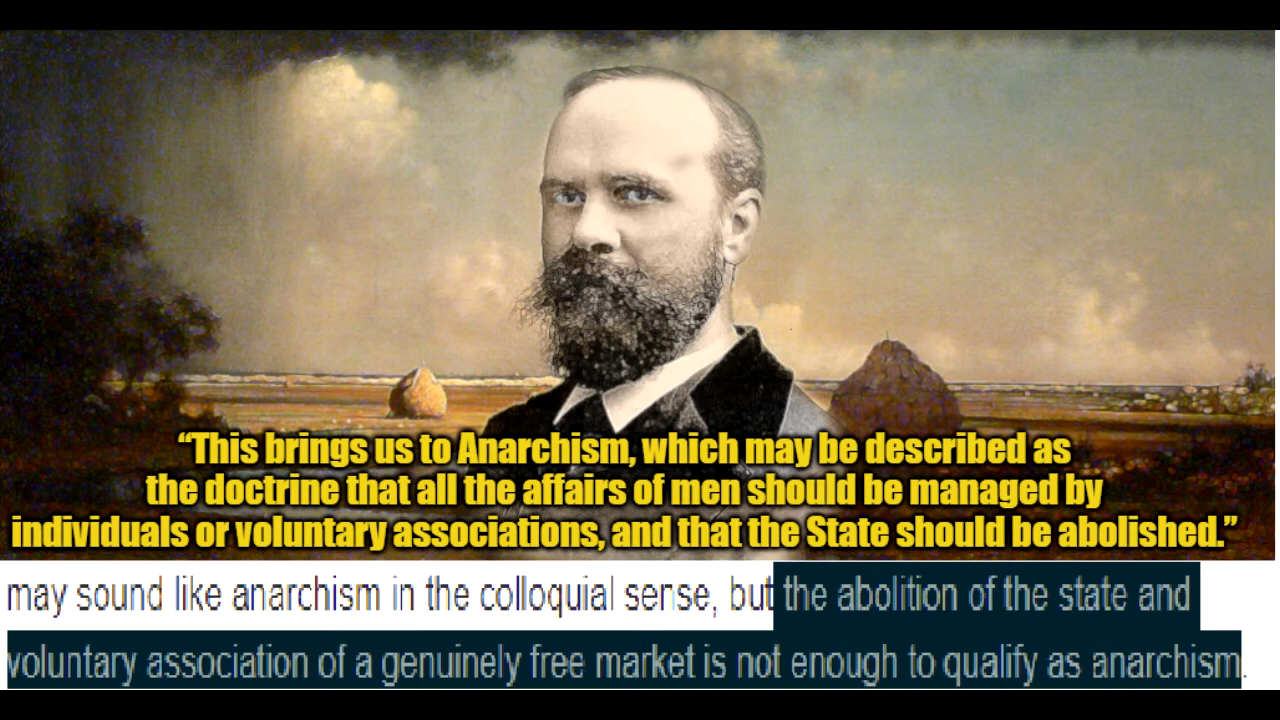 “This brings us to Anarchism, which may be described as
the doctrine that all the affairs of men should be managed by
individuals or voluntary associations, and that the State should be abolished.”
may sound like anarchism in the colloquial sense, but the abolition of the state and
voluntary association of a genuinely free market is not enough to qualify as anarchism.